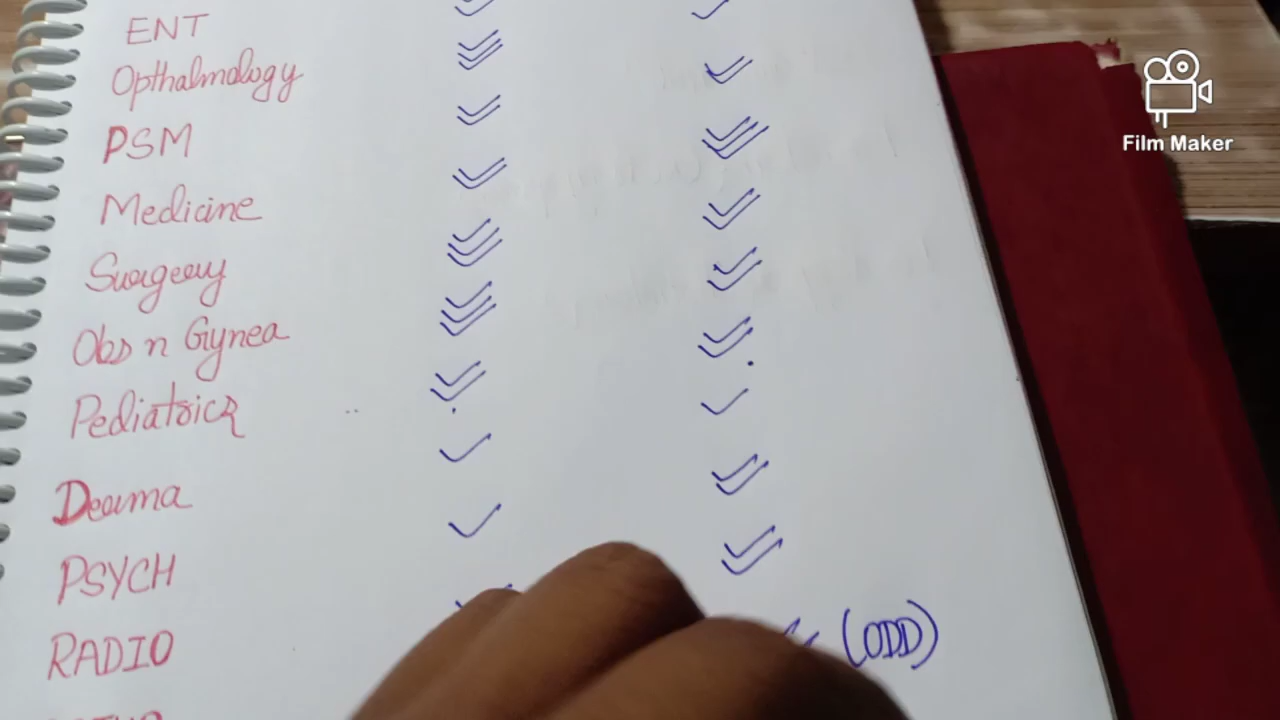 ENT
Opthalmology
PSM
Medicine
Surgery
Obs n Gynea
Pediatrics
Derma
PSYCH
RADIO
(ODD)
Film Maker